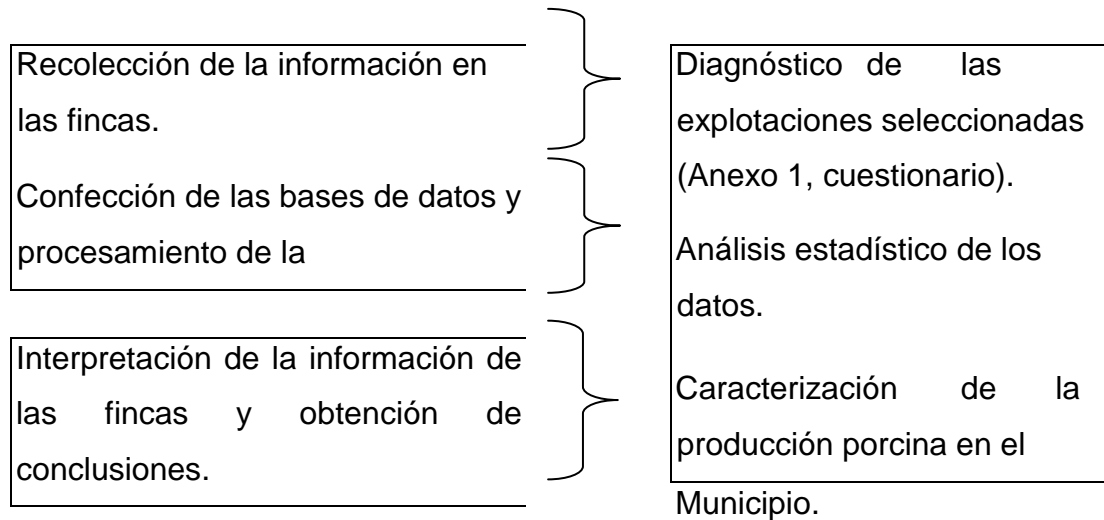 Recolección de la información en
las fincas.
Confección de las bases de datos y
procesamiento de la
Interpretación de la información de
las fincas y obtención de
conclusiones.
Diagnóstico de las
explotaciones seleccionadas
(Anexo 1, cuestionario).
Análisis estadístico de los
datos.
Caracterización de la
producción porcina en el
Municipio.